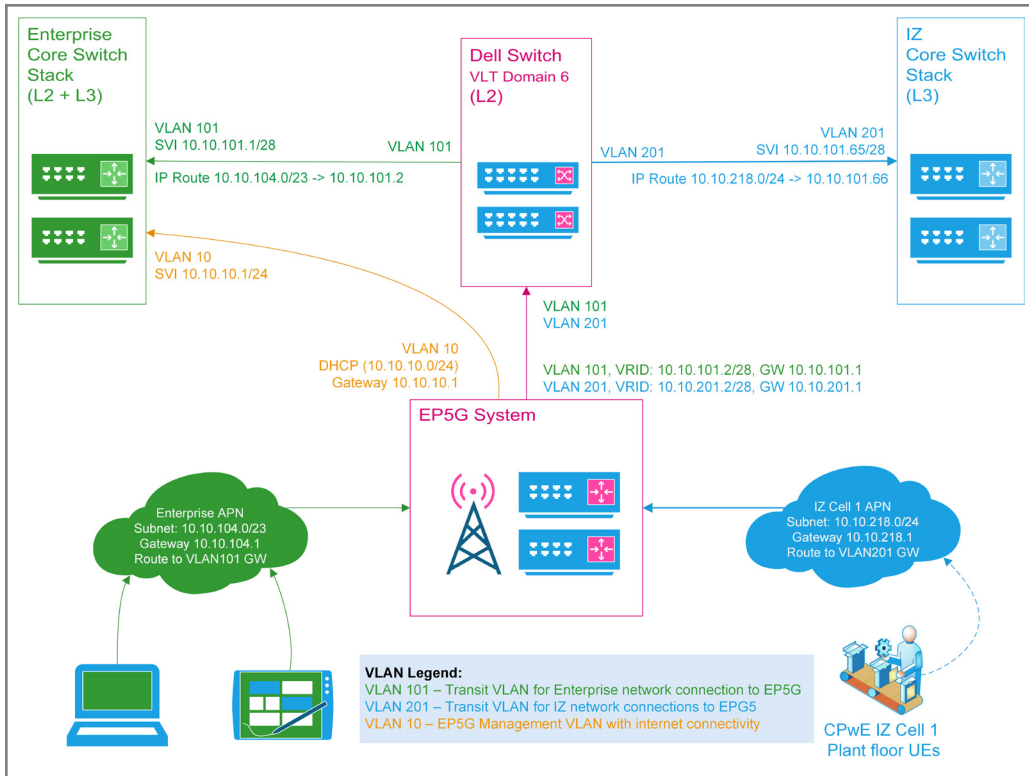 Enterprise
Core Switch
Stack
(L2 + L3)
Dell Switch
VLT Domain 6
(L2)
IZ
Core Switch
Stack
(L3)
VLAN 101
SVI 10.10.101.1/28
VLAN 101
IP Route 10.10.104.0/23 -> 10.10.101.2
VLAN 201
VLAN 201
SVI 10.10.101.65/28
IP Route 10.10.218.0/24 -> 10.10.101.66
VLAN 10
SVI 10.10.10.1/24
VLAN 101
VLAN 201
VLAN 10
DHCP (10.10.10.0/24)
Gateway 10.10.10.1
VLAN 101, VRID: 10.10.101.2/28, GW 10.10.101.1
VLAN 201, VRID: 10.10.201.2/28, GW 10.10.201.1
EP5G System
Enterprise APN
Subnet: 10.10.104.0/23
Gateway 10.10.104.1
Route to VLAN101 GW
IZ Cell 1 APN
Subnet: 10.10.218.0/24
Gateway 10.10.218.1
Route to VLAN201 GW
VLAN Legend:
VLAN 101 – Transit VLAN for Enterprise network connection to EP5G
VLAN 201 – Transit VLAN for IZ network connections to EPG5
VLAN 10 – EP5G Management VLAN with internet connectivity
CPwE IZ Cell 1
Plant floor UEs